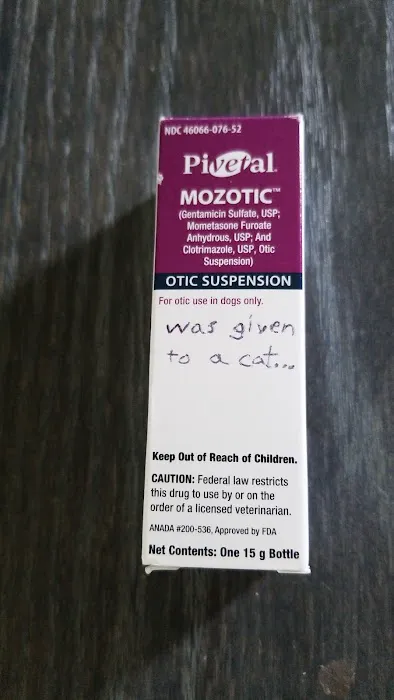 NDC 46066-076-52
Pivetal
MOZOTIC™
(Gentamicin Sulfate, USP;
Mometasone Furoate
Anhydrous, USP; And
Clotrimazole, USP, Otic
Suspension)
OTIC SUSPENSION
For otic use in dogs only.
was given
to a cat...
Keep Out of Reach of Children.
CAUTION: Federal law restricts
this drug to use by or on the
order of a licensed veterinarian.
ANADA #200-536, Approved by FDA
Net Contents: One 15 g Bottle